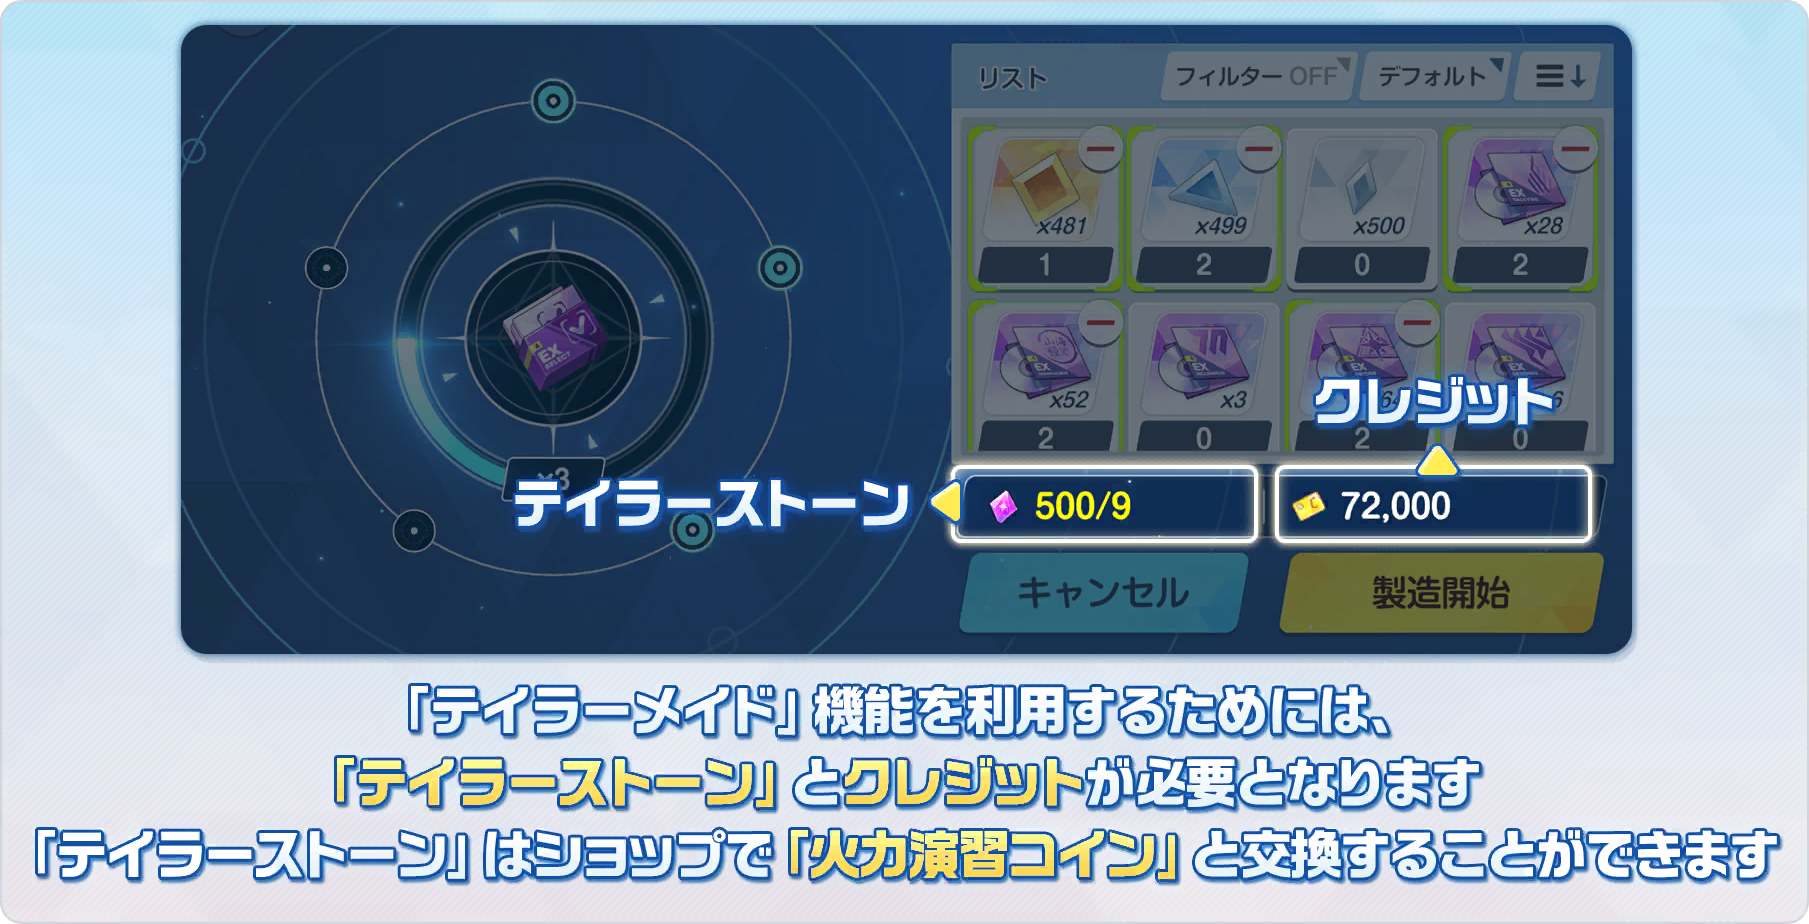 リスト
フィルター OFF
デフォルト
x481
x499
x500
x28
1
2
0
2
EX
SELECT
EX
x52
EX
x3
EX
2
0
2
0
x3
クレジット
テイラーストーン
500/9
72,000
キャンセル
製造開始
「テイラーメイド」機能を利用するためには、
「テイラーストーン」とクレジットが必要となります
「テイラーストーン」はショップで「火力演習コイン」と交換することができます